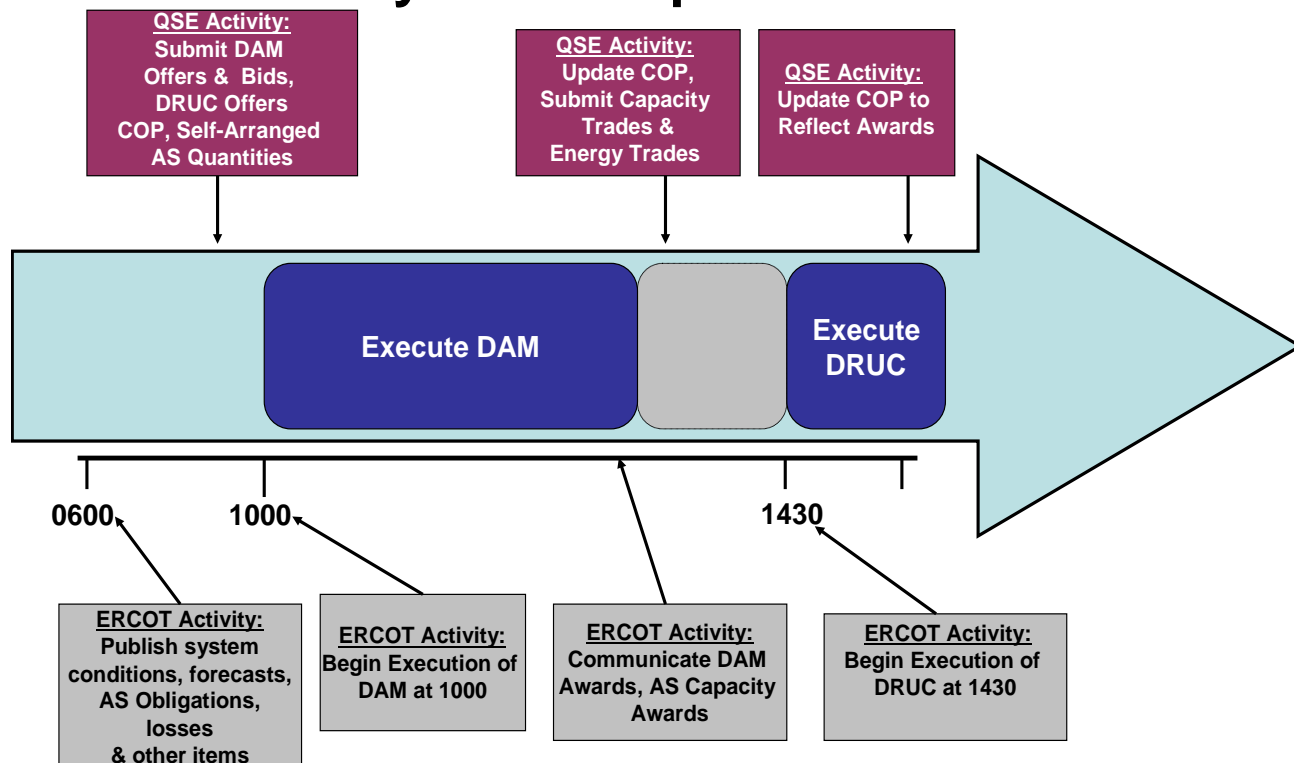 QSE Activity:
Submit DAM
Offers & Bids,
DRUC Offers
COP, Self-Arranged
AS Quantities
QSE Activity:
Update COP,
Submit Capacity
Trades &
Energy Trades
QSE Activity:
Update COP to
Reflect Awards
Execute DAM
Execute
DRUC
0600
1000
1430
ERCOT Activity:
Publish system
conditions, forecasts,
AS Obligations,
losses
& other items
ERCOT Activity:
Begin Execution of
DAM at 1000
ERCOT Activity:
Communicate DAM
Awards, AS Capacity
Awards
ERCOT Activity:
Begin Execution of
DRUC at 1430